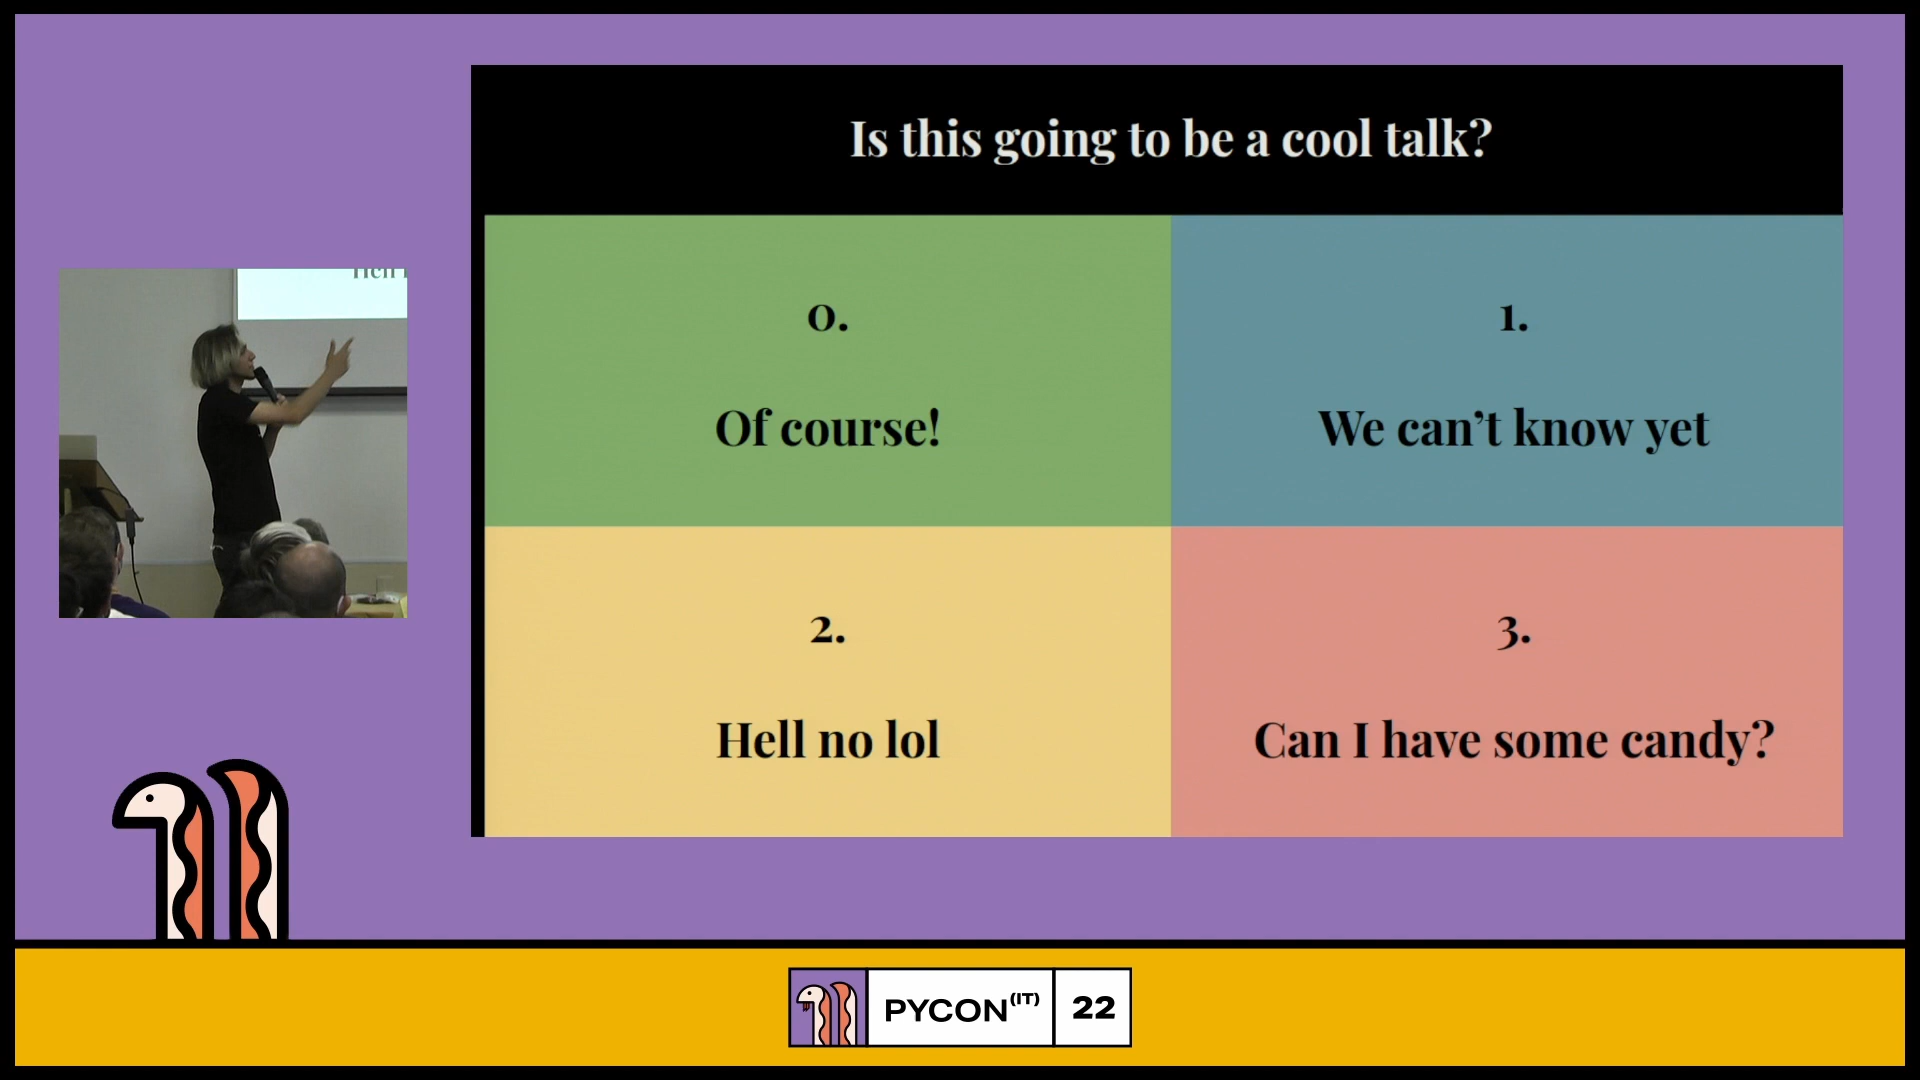 Is this going to be a cool talk?
0.
Of course!
1.
We can't know yet
2.
Hell no lol
3.
Can I have some candy?
PYCON(IT) 22